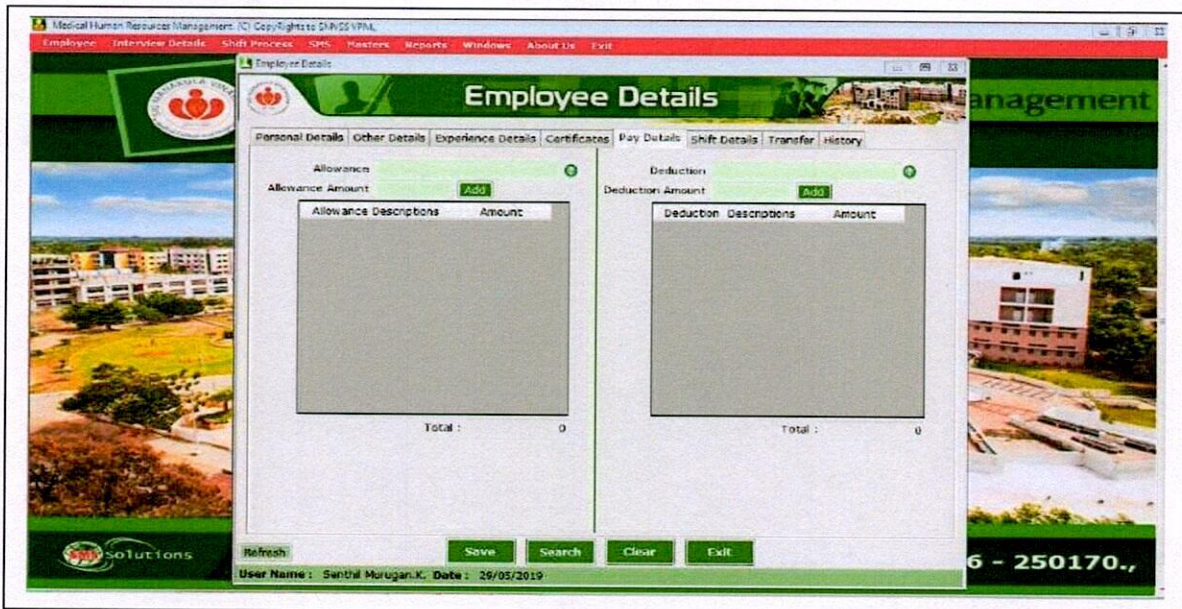 Medical Human Resources Management. (C) CopyRights to SMVSS VPM.,
Employee Interview Details Shift Process SMS Masters Reports Windows About Us Exit
Employee Details
Employee Details
anagement
Personal Details Other Details Experience Details Certificates Pay Details Shift Details Transfer History
Allowance
Deduction
Allowance Amount Add
Deduction Amount Add
Allowance Descriptions Amount
Deduction Descriptions Amount
Total : 0
Total : 0
Refresh Save Search Clear Exit
SMS Solutions
6 - 250170.,
User Name : Senthil Murugan.K. Date : 29/05/2019